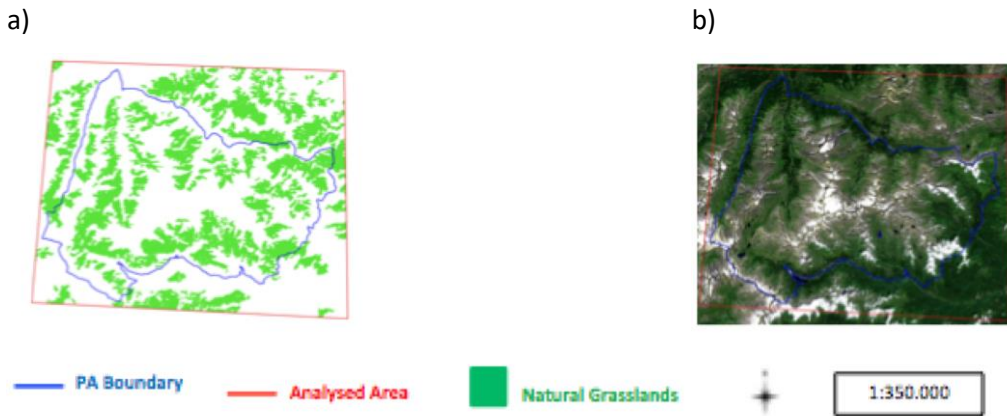 a)
b)
PA Boundary
Analysed Area
Natural Grasslands
1:350.000